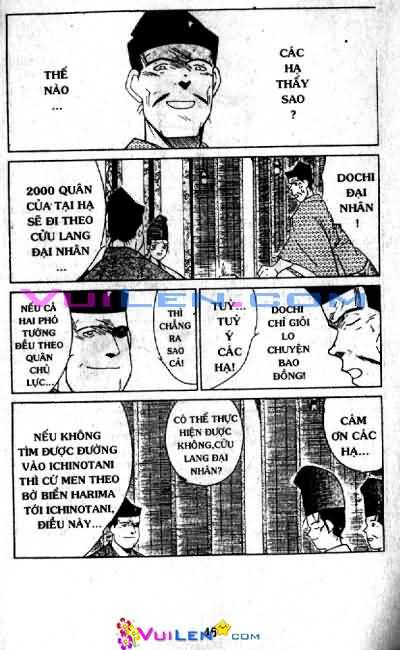 CÁC
HẠ
THẤY
SAO
?
THẾ
NÀO
...
DOCHI
ĐẠI
NHÂN
!
2000 QUÂN
CỦA TẠI HẠ
SẼ ĐI THEO
CỬU LANG
ĐẠI NHÂN
...
DOCHI
CHỈ GIỎI
LO
CHUYỆN
BAO
ĐỒNG!
TUỲ...
TUỲ
Ý
CÁC
HẠ!
THÌ
CHẲNG
RA
SAO
CẢ!
NẾU CẢ
HAI PHÓ
TƯỚNG
ĐỀU THEO
QUÂN
CHỦ
LỰC...
VUILEN.COM
CÁM
ƠN CÁC
HẠ...
CÓ THỂ THỰC
HIỆN ĐƯỢC
KHÔNG,CỬU
LANG ĐẠI
NHÂN?
NẾU KHÔNG
TÌM ĐƯỢC ĐƯỜNG
VÀO ICHINOTANI
THÌ CỨ MEN THEO
BỜ BIỂN HARIMA
TỚI ICHINOTANI,
ĐIỀU NÀY...
46
VUILEN.COM